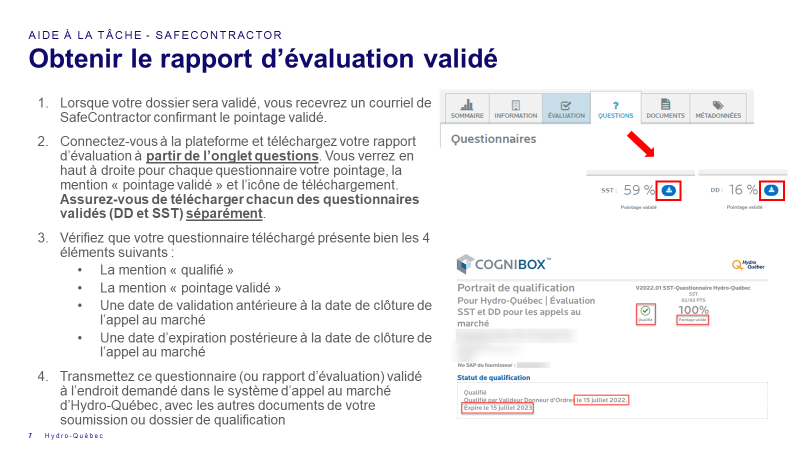 AIDE À LA TÂCHE - SAFECONTRACTOR
Obtenir le rapport d’évaluation validé
1. Lorsque votre dossier sera validé, vous recevrez un courriel de
SafeContractor confirmant le pointage validé.
2. Connectez-vous à la plateforme et téléchargez votre rapport
d’évaluation à partir de l’onglet questions. Vous verrez en
haut à droite pour chaque questionnaire votre pointage, la
mention « pointage validé » et l’icône de téléchargement.
Assurez-vous de télécharger chacun des questionnaires
validés (DD et SST) séparément.
3. Vérifiez que votre questionnaire téléchargé présente bien les 4
éléments suivants :
• La mention « qualifié »
• La mention « pointage validé »
• Une date de validation antérieure à la date de clôture de
l’appel au marché
• Une date d’expiration postérieure à la date de clôture de
l’appel au marché
4. Transmettez ce questionnaire (ou rapport d’évaluation) validé
à l’endroit demandé dans le système d’appel au marché
d’Hydro-Québec, avec les autres documents de votre
soumission ou dossier de qualification
SOMMAIRE INFORMATION ÉVALUATION QUESTIONS DOCUMENTS MÉTADONNÉES
Questionnaires
SST : 59 % DD : 16 %
Pointage validé Pointage validé
COGNIBOX™ Hydro Québec
Portrait de qualification
Pour Hydro-Québec | Évaluation
SST et DD pour les appels au
marché
V2022.01 SST-Questionnaire Hydro-Québec
SST
92/92 PTS
100%
Qualifié Pointage validé
No SAP de fournisseur :
Statut de qualification
Qualifié
Qualifié par Valideur Donneur d'Ordres le 15 juillet 2022.
Expire le 15 juillet 2023
7 Hydro-Québec